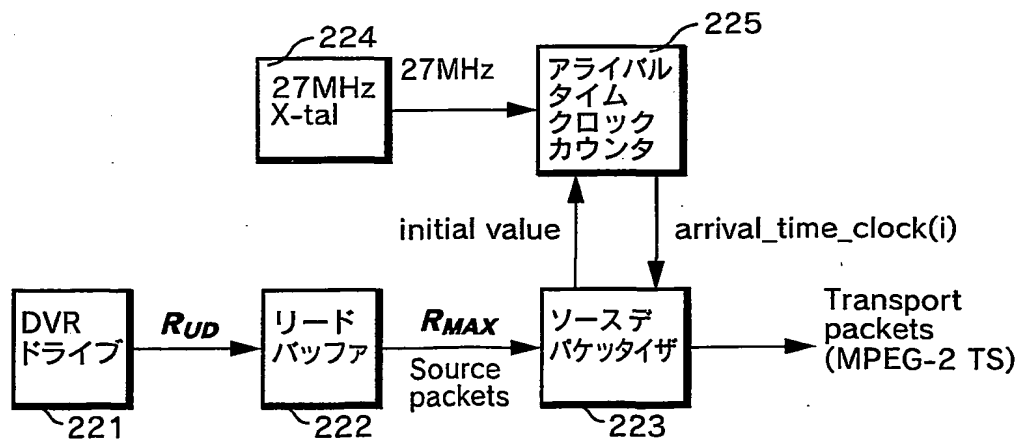 224
27MHz
X-tal
27MHz
225
アライバル
タイム
クロック
カウンタ
initial value
arrival_time_clock(i)
DVR
ドライブ
221
RUD
リード
バッファ
222
RMAX
Source
packets
ソースデ
パケッタイザ
223
Transport
packets
(MPEG-2 TS)